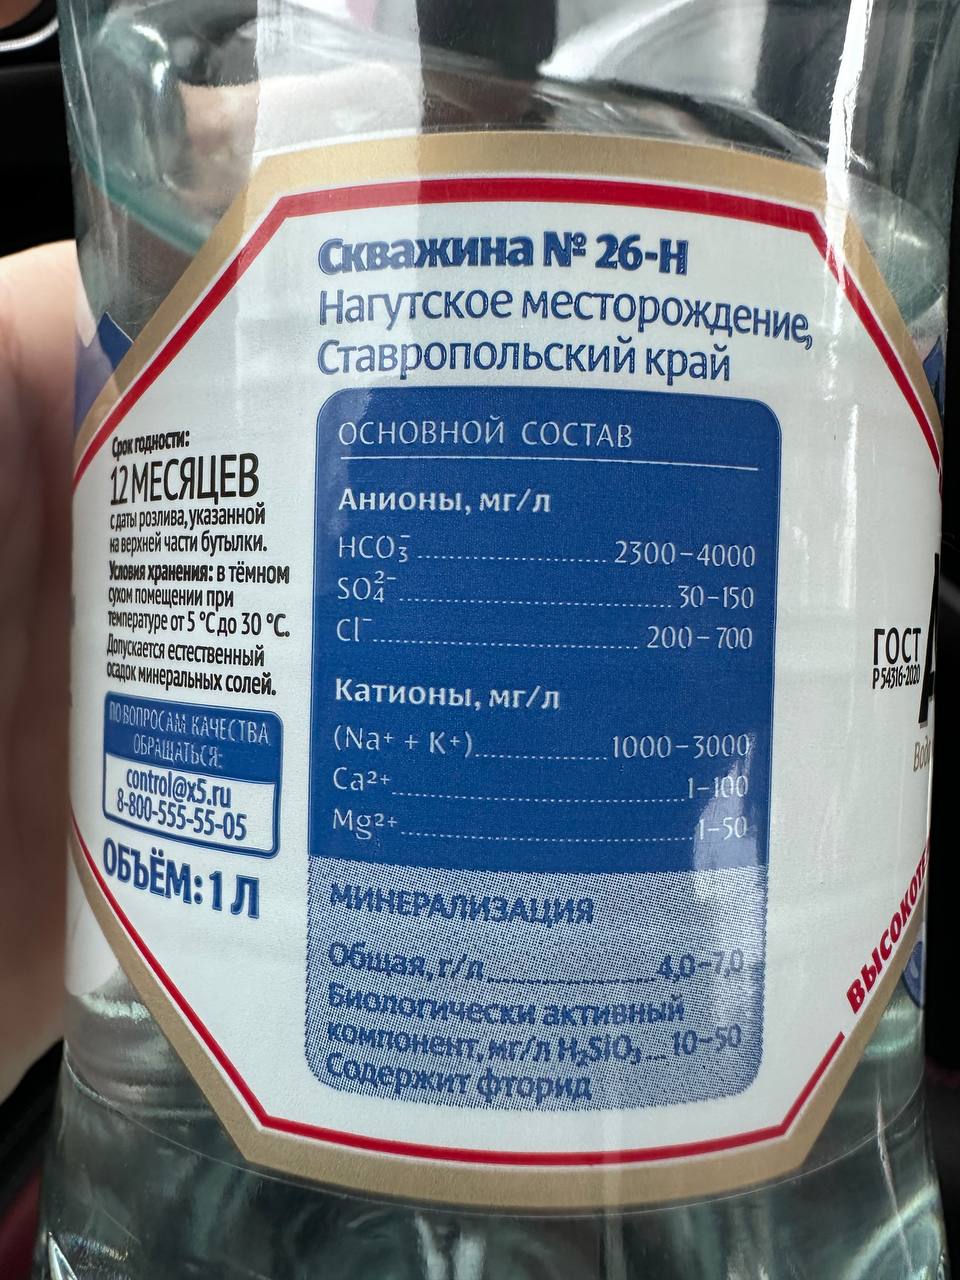 Скважина № 26-Н
Нагутское месторождение,
Ставропольский край
ОСНОВНОЙ СОСТАВ
Анионы, мг/л
HCO₃⁻ 2300–4000
SO₄²⁻ 30–150
Cl⁻ 200–700
Катионы, мг/л
(Na⁺ + K⁺) 1000–3000
Ca²⁺ 1–100
Mg²⁺ 1–50
МИНЕРАЛИЗАЦИЯ
Общая, г/л 4,0–7,0
Биологически активный
компонент, мг/л H₂SiO₃ 10–50
Содержит фторид
Срок годности:
12 МЕСЯЦЕВ
с даты розлива, указанной
на верхней части бутылки.
Условия хранения: в тёмном
сухом помещении при
температуре от 5 °C до 30 °C.
Допускается естественный
осадок минеральных солей.
ПО ВОПРОСАМ КАЧЕСТВА
ОБРАЩАТЬСЯ:
control@x5.ru
8-800-555-55-05
ОБЪЁМ: 1 Л
ГОСТ
Р 54316-2020